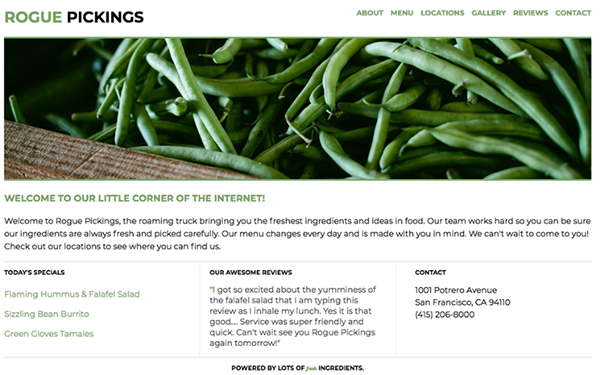 ROGUE PICKINGS
ABOUT MENU LOCATIONS GALLERY REVIEWS CONTACT
WELCOME TO OUR LITTLE CORNER OF THE INTERNET!
Welcome to Rogue Pickings, the roaming truck bringing you the freshest ingredients and ideas in food. Our team works hard so you can be sure
our ingredients are always fresh and picked carefully. Our menu changes every day and is made with you in mind. We can't wait to come to you!
Check out our locations to see where you can find us.
TODAY'S SPECIALS
Flaming Hummus & Falafel Salad
Sizzling Bean Burrito
Green Gloves Tamales
OUR AWESOME REVIEWS
"I got so excited about the yumminess of
the falafel salad that I am typing this
review as I inhale my lunch. Yes it is that
good.... Service was super friendly and
quick. Can't wait see you Rogue Pickings
again tomorrow!"
CONTACT
1001 Potrero Avenue
San Francisco, CA 94110
(415) 206-8000
POWERED BY LOTS OF fresh INGREDIENTS.